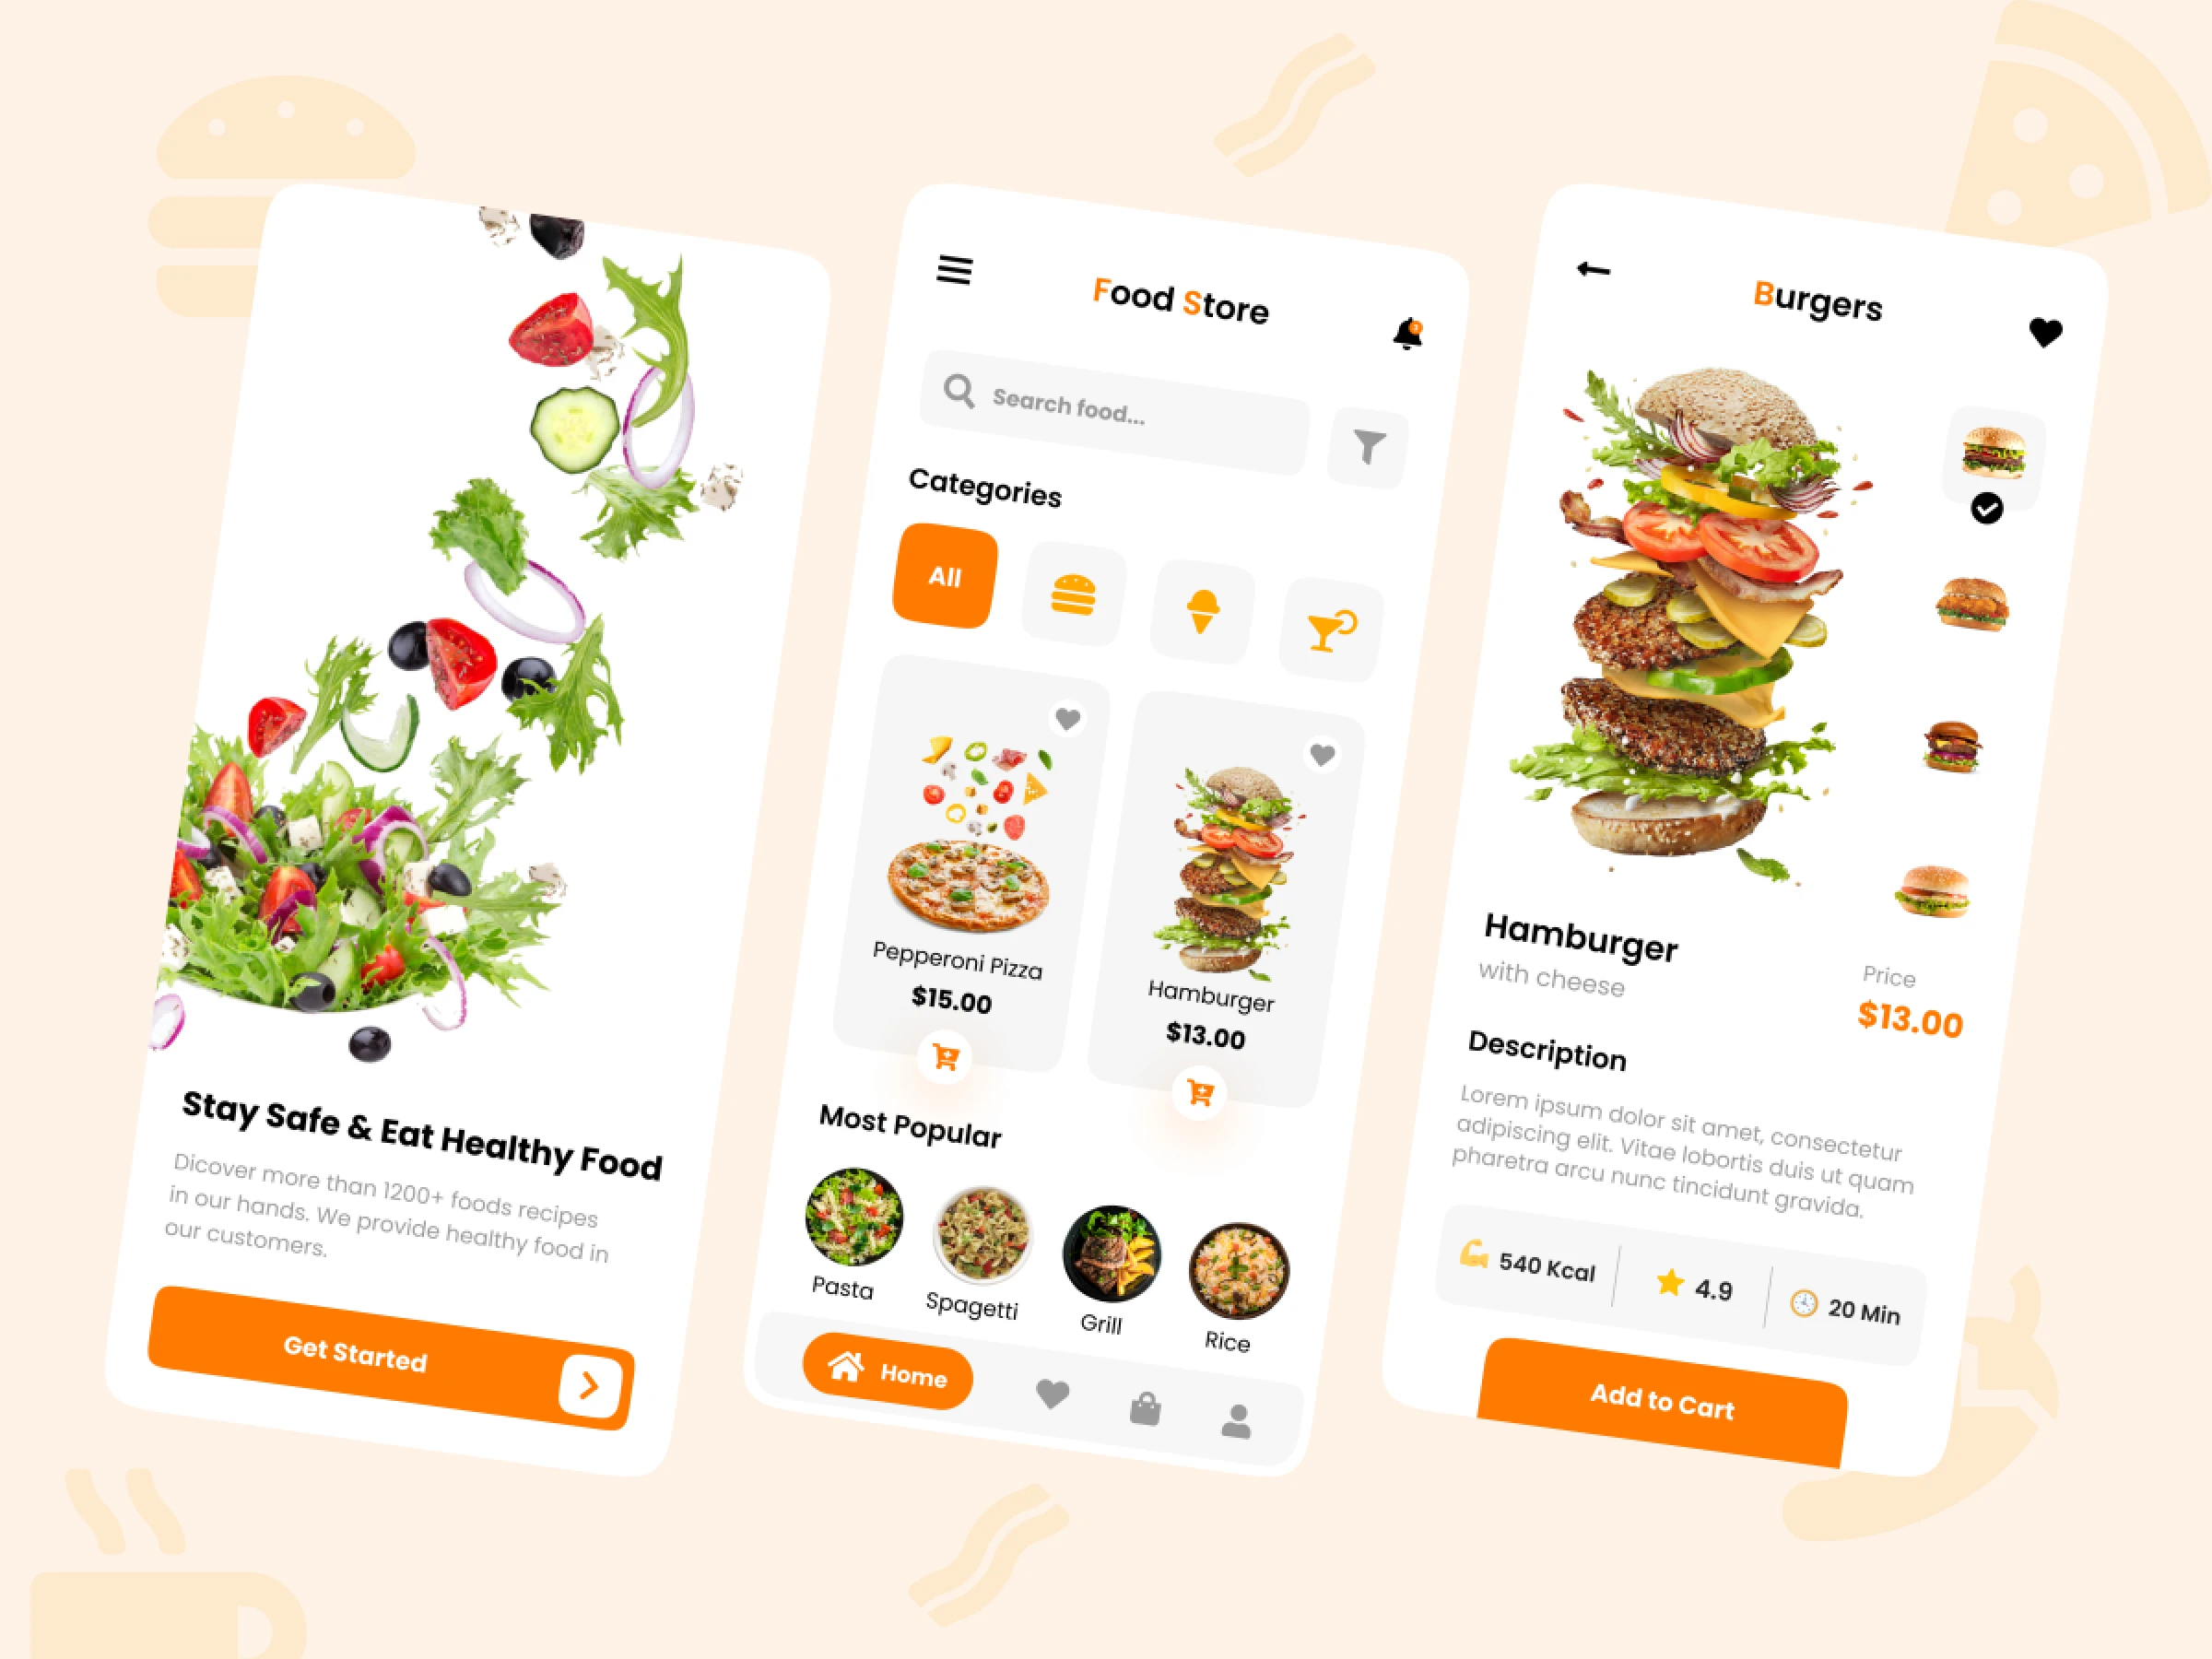 Stay Safe & Eat Healthy Food
Dicover more than 1200+ foods recipes
in our hands. We provide healthy food in
our customers.
Get Started
Food Store
3
Search food...
Categories
All
Pepperoni Pizza
$15.00
Hamburger
$13.00
Most Popular
Pasta
Spagetti
Grill
Rice
Home
Burgers
Hamburger
with cheese
Price
$13.00
Description
Lorem ipsum dolor sit amet, consectetur
adipiscing elit. Vitae lobortis duis ut quam
pharetra arcu nunc tincidunt gravida.
540 Kcal
4.9
20 Min
Add to Cart